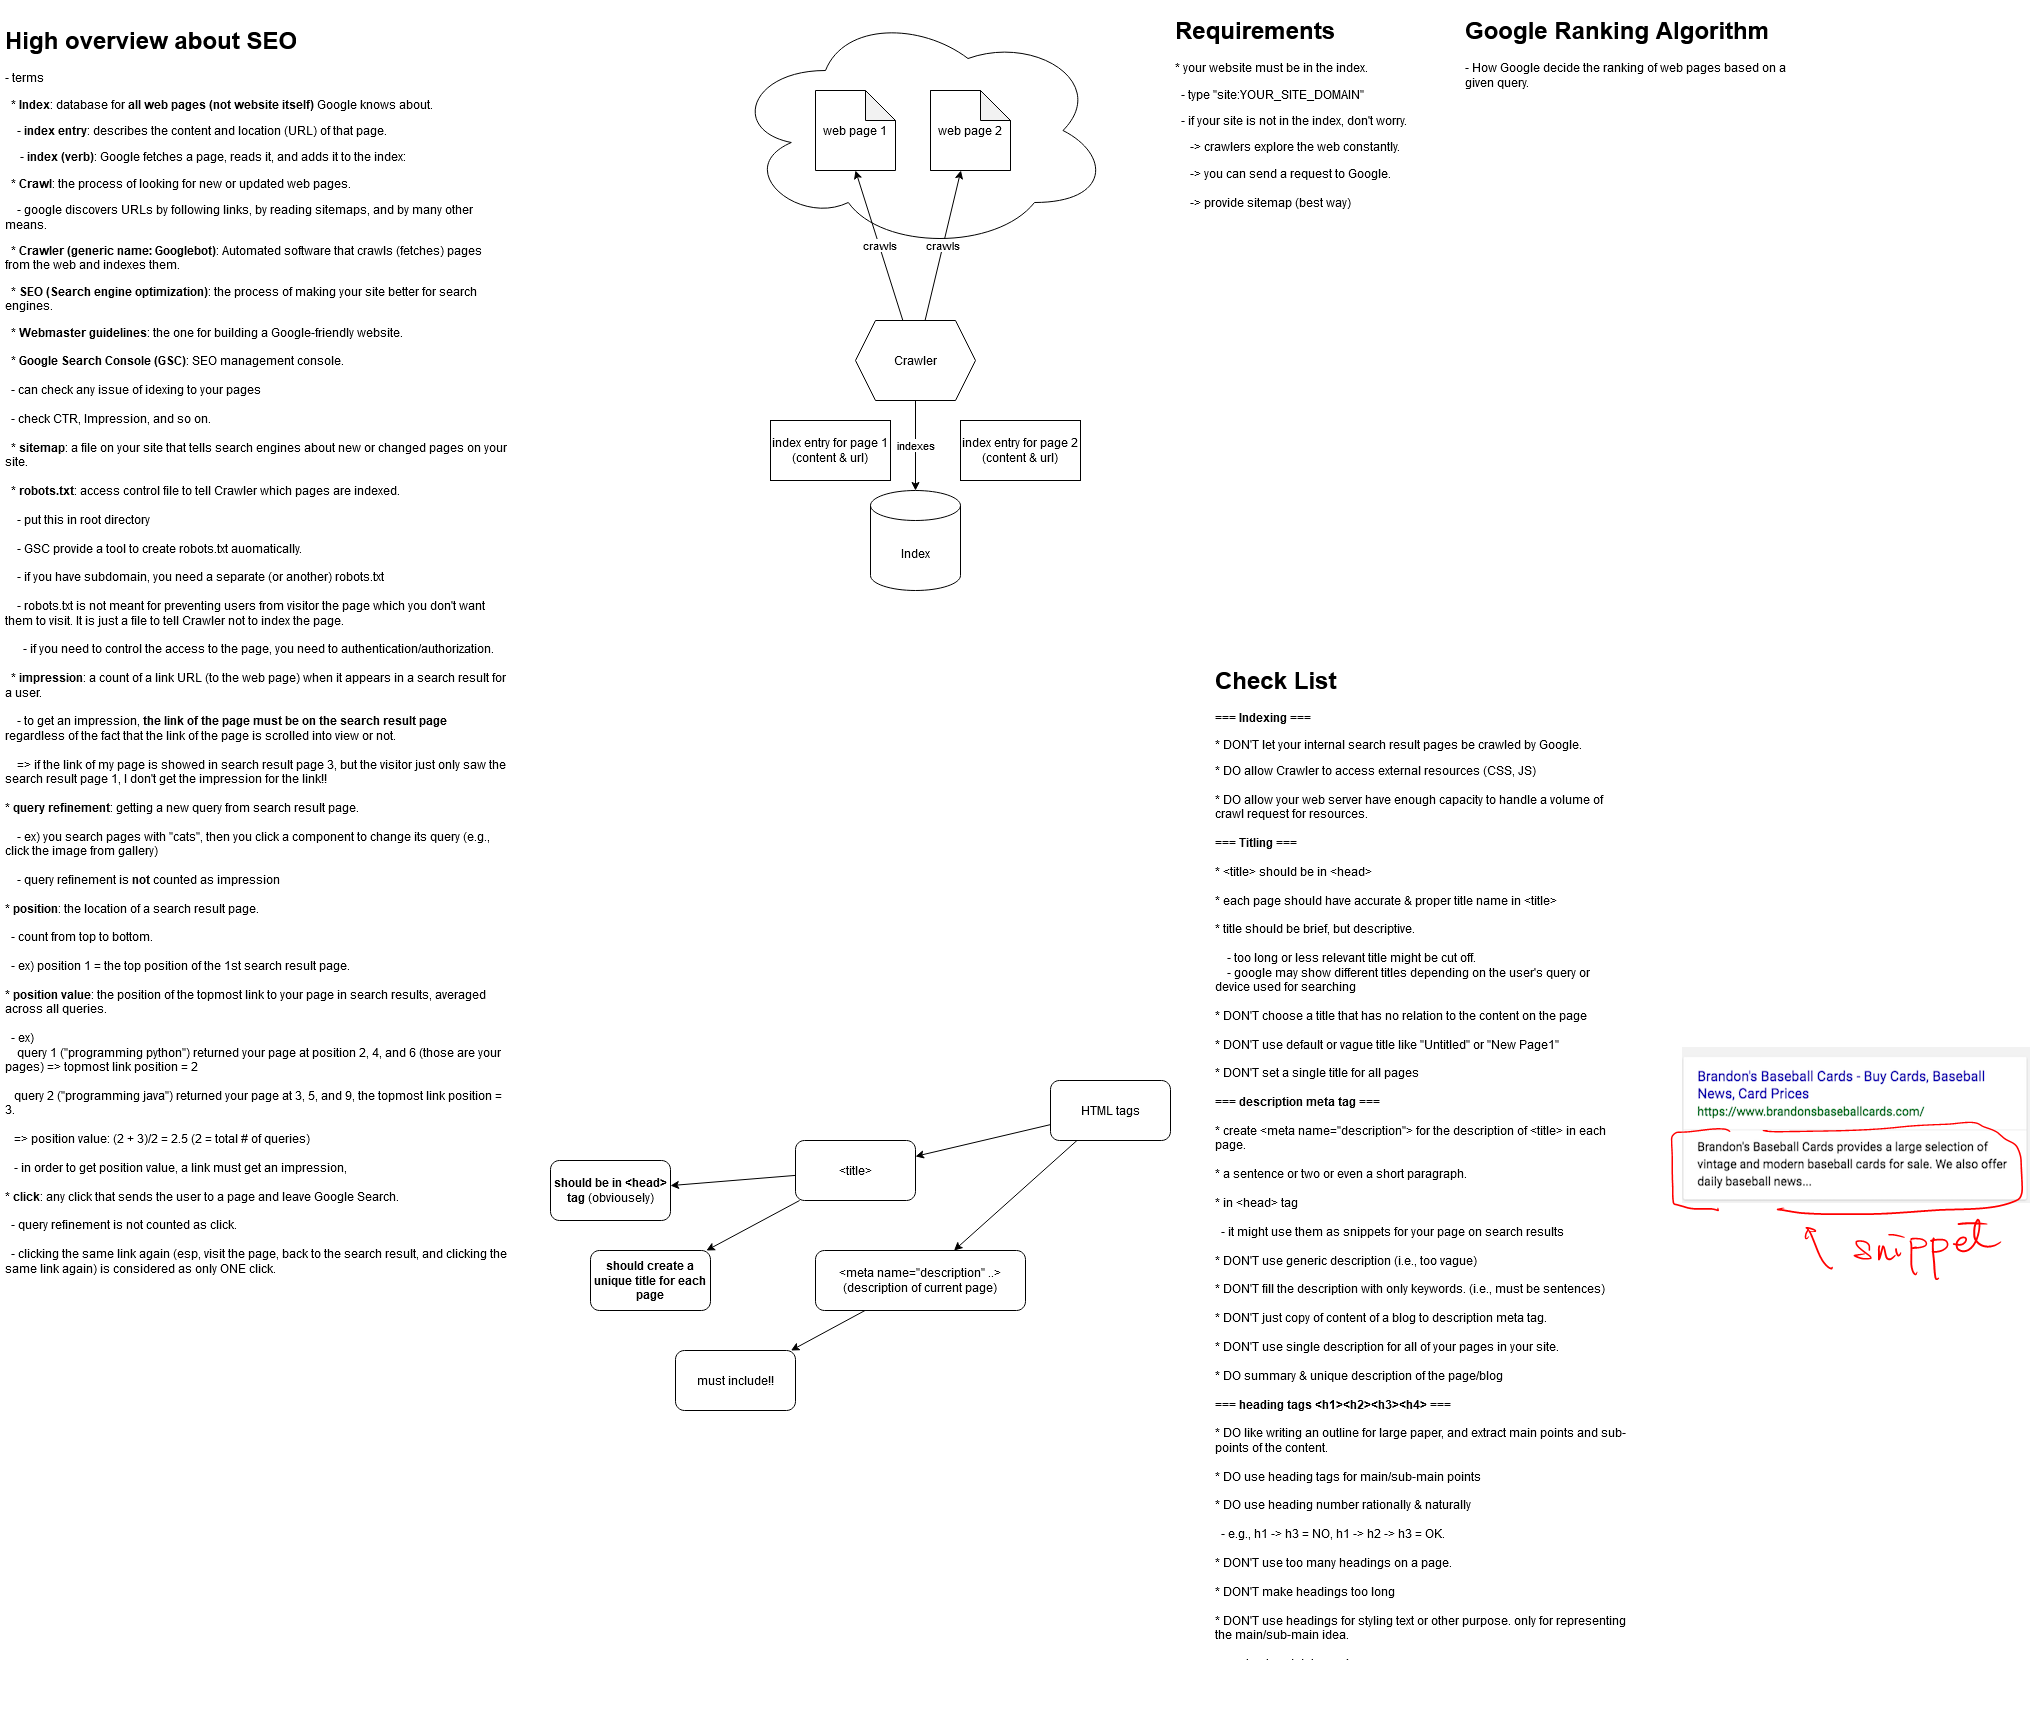 High overview about SEO
- terms
* Index: database for all web pages (not website itself) Google knows about.
- index entry: describes the content and location (URL) of that page.
- index (verb): Google fetches a page, reads it, and adds it to the index:
* Crawl: the process of looking for new or updated web pages.
- google discovers URLs by following links, by reading sitemaps, and by many other
means.
* Crawler (generic name: Googlebot): Automated software that crawls (fetches) pages
from the web and indexes them.
* SEO (Search engine optimization): the process of making your site better for search
engines.
* Webmaster guidelines: the one for building a Google-friendly website.
* Google Search Console (GSC): SEO management console.
- can check any issue of idexing to your pages
- check CTR, Impression, and so on.
* sitemap: a file on your site that tells search engines about new or changed pages on your
site.
* robots.txt: access control file to tell Crawler which pages are indexed.
- put this in root directory
- GSC provide a tool to create robots.txt auomatically.
- if you have subdomain, you need a separate (or another) robots.txt
- robots.txt is not meant for preventing users from visitor the page which you don't want
them to visit. It is just a file to tell Crawler not to index the page.
- if you need to control the access to the page, you need to authentication/authorization.
* impression: a count of a link URL (to the web page) when it appears in a search result for
a user.
- to get an impression, the link of the page must be on the search result page
regardless of the fact that the link of the page is scrolled into view or not.
=> if the link of my page is showed in search result page 3, but the visitor just only saw the
search result page 1, I don't get the impression for the link!!
* query refinement: getting a new query from search result page.
- ex) you search pages with "cats", then you click a component to change its query (e.g.,
click the image from gallery)
- query refinement is not counted as impression
* position: the location of a search result page.
- count from top to bottom.
- ex) position 1 = the top position of the 1st search result page.
* position value: the position of the topmost link to your page in search results, averaged
across all queries.
- ex)
query 1 ("programming python") returned your page at position 2, 4, and 6 (those are your
pages) => topmost link position = 2
query 2 ("programming java") returned your page at 3, 5, and 9, the topmost link position =
3.
=> position value: (2 + 3)/2 = 2.5 (2 = total # of queries)
- in order to get position value, a link must get an impression,
* click: any click that sends the user to a page and leave Google Search.
- query refinement is not counted as click.
- clicking the same link again (esp, visit the page, back to the search result, and clicking the
same link again) is considered as only ONE click.
web page 1
web page 2
crawls
crawls
Crawler
index entry for page 1
(content & url)
indexes
index entry for page 2
(content & url)
Index
Requirements
* your website must be in the index.
- type "site:YOUR_SITE_DOMAIN"
- if your site is not in the index, don't worry.
-> crawlers explore the web constantly.
-> you can send a request to Google.
-> provide sitemap (best way)
Google Ranking Algorithm
- How Google decide the ranking of web pages based on a
given query.
HTML tags
<title>
should be in <head>
tag (obviousely)
should create a
unique title for each
page
<meta name="description" ..>
(description of current page)
must include!!
Check List
=== Indexing ===
* DON'T let your internal search result pages be crawled by Google.
* DO allow Crawler to access external resources (CSS, JS)
* DO allow your web server have enough capacity to handle a volume of
crawl request for resources.
=== Titling ===
* <title> should be in <head>
* each page should have accurate & proper title name in <title>
* title should be brief, but descriptive.
- too long or less relevant title might be cut off.
- google may show different titles depending on the user's query or
device used for searching
* DON'T choose a title that has no relation to the content on the page
* DON'T use default or vague title like "Untitled" or "New Page1"
* DON'T set a single title for all pages
=== description meta tag ===
* create <meta name="description"> for the description of <title> in each
page.
* a sentence or two or even a short paragraph.
* in <head> tag
- it might use them as snippets for your page on search results
* DON'T use generic description (i.e., too vague)
* DON'T fill the description with only keywords. (i.e., must be sentences)
* DON'T just copy of content of a blog to description meta tag.
* DON'T use single description for all of your pages in your site.
* DO summary & unique description of the page/blog
=== heading tags <h1><h2><h3><h4> ===
* DO like writing an outline for large paper, and extract main points and sub-
points of the content.
* DO use heading tags for main/sub-main points
* DO use heading number rationally & naturally
- e.g., h1 -> h3 = NO, h1 -> h2 -> h3 = OK.
* DON'T use too many headings on a page.
* DON'T make headings too long
* DON'T use headings for styling text or other purpose. only for representing
the main/sub-main idea.
Brandon's Baseball Cards - Buy Cards, Baseball
News, Card Prices
https://www.brandonsbaseballcards.com/
Brandon's Baseball Cards provides a large selection of
vintage and modern baseball cards for sale. We also offer
daily baseball news...
snippet